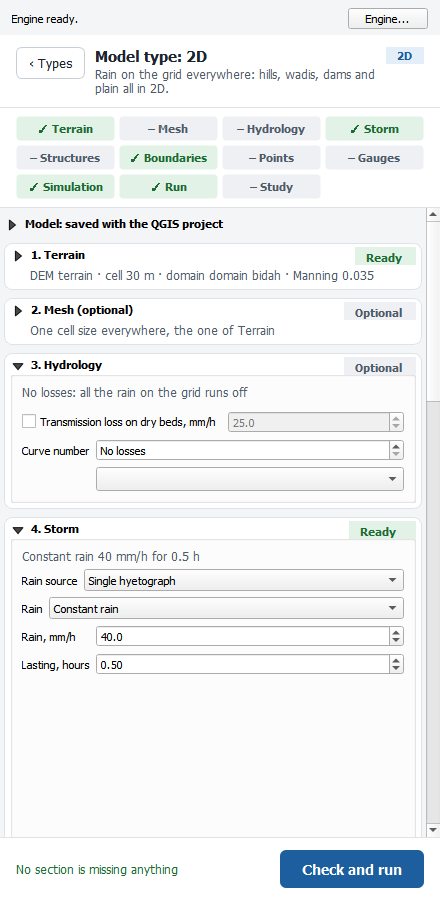 Engine ready.
Engine...
‹ Types
Model type: 2D
2D
Rain on the grid everywhere: hills, wadis, dams and
plain all in 2D.
✓ Terrain
– Mesh
– Hydrology
✓ Storm
– Structures
✓ Boundaries
– Points
– Gauges
✓ Simulation
✓ Run
– Study
Model: saved with the QGIS project
1. Terrain
Ready
DEM terrain · cell 30 m · domain domain bidah · Manning 0.035
2. Mesh (optional)
Optional
One cell size everywhere, the one of Terrain
3. Hydrology
Optional
No losses: all the rain on the grid runs off
Transmission loss on dry beds, mm/h
25.0
Curve number
No losses
4. Storm
Ready
Constant rain 40 mm/h for 0.5 h
Rain source
Single hyetograph
Rain
Constant rain
Rain, mm/h
40.0
Lasting, hours
0.50
No section is missing anything
Check and run